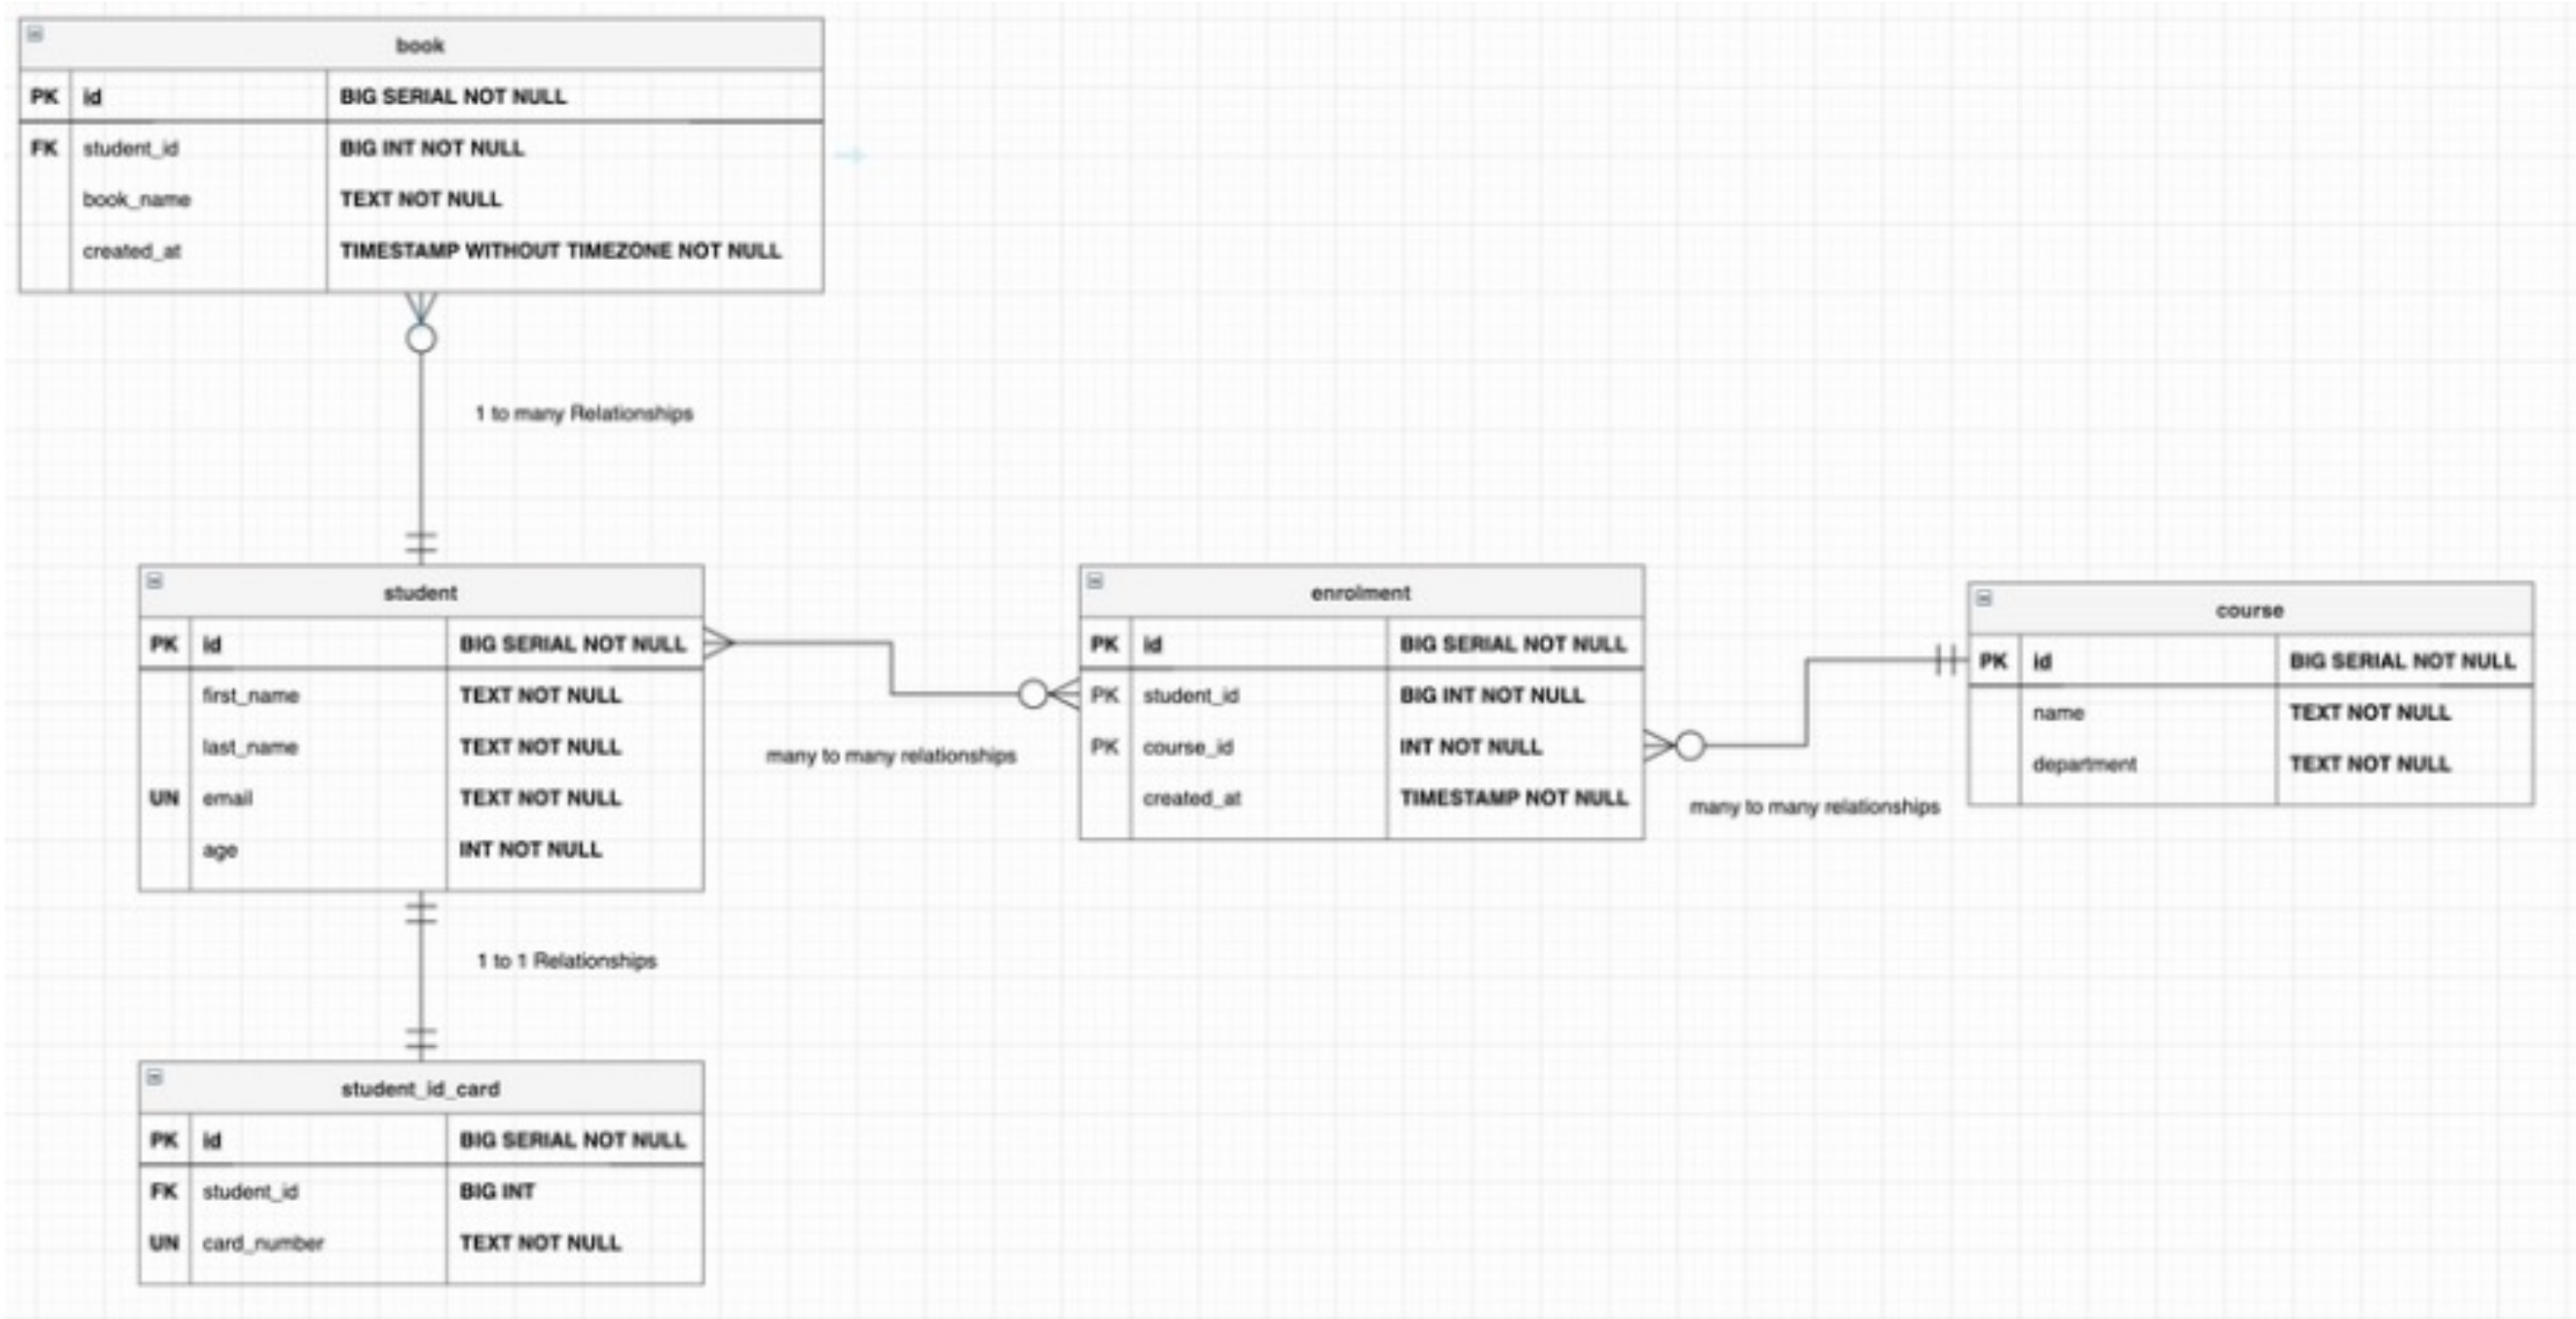 book
PK id BIG SERIAL NOT NULL
FK student_id BIG INT NOT NULL
book_name TEXT NOT NULL
created_at TIMESTAMP WITHOUT TIMEZONE NOT NULL
1 to many Relationships
student
PK id BIG SERIAL NOT NULL
first_name TEXT NOT NULL
last_name TEXT NOT NULL
UN email TEXT NOT NULL
age INT NOT NULL
many to many relationships
enrolment
PK id BIG SERIAL NOT NULL
PK student_id BIG INT NOT NULL
PK course_id INT NOT NULL
created_at TIMESTAMP NOT NULL
many to many relationships
course
PK id BIG SERIAL NOT NULL
name TEXT NOT NULL
department TEXT NOT NULL
1 to 1 Relationships
student_id_card
PK id BIG SERIAL NOT NULL
FK student_id BIG INT
UN card_number TEXT NOT NULL